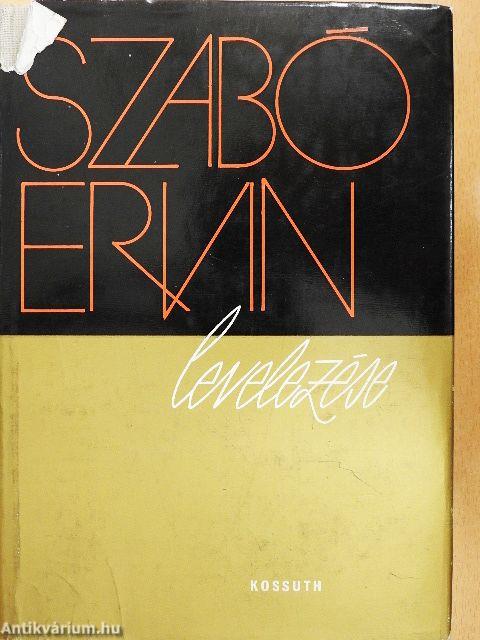 SZABÓ
ERVIN
levelezése
KOSSUTH
Antikvárium.hu